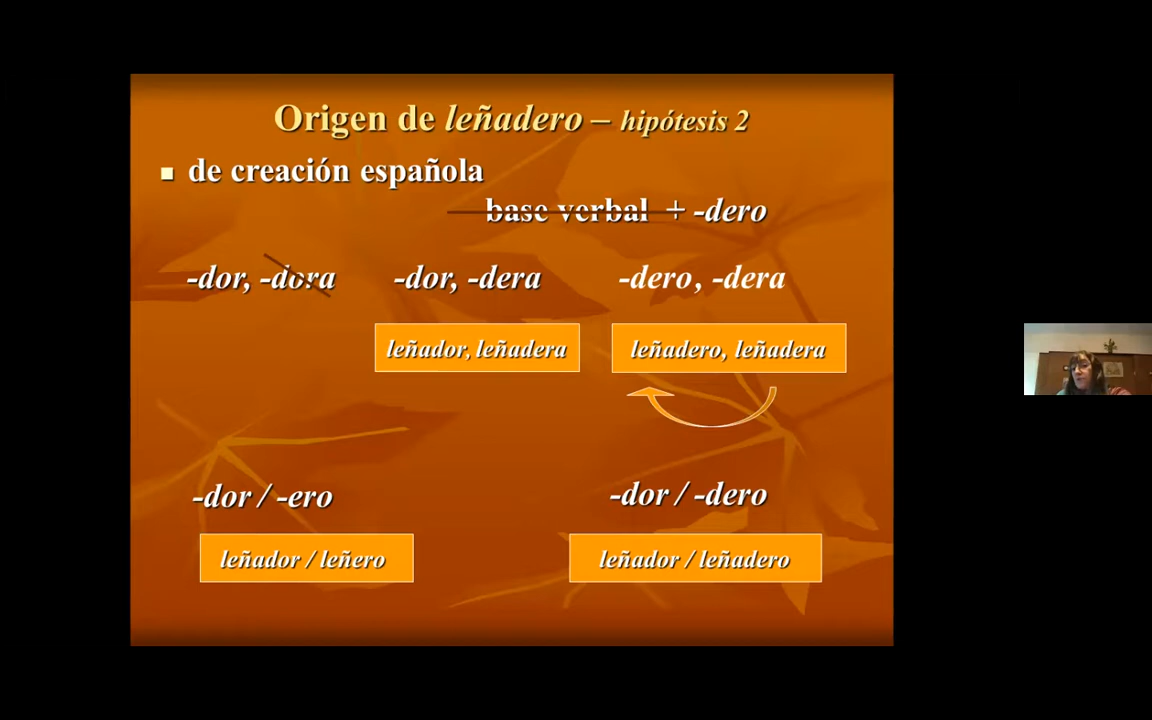 Origen de leñadero – hipótesis 2
▪ de creación española
base verbal + -dero
-dor, -dora -dor, -dera -dero, -dera
leñador, leñadera leñadero, leñadera
-dor / -ero -dor / -dero
leñador / leñero leñador / leñadero